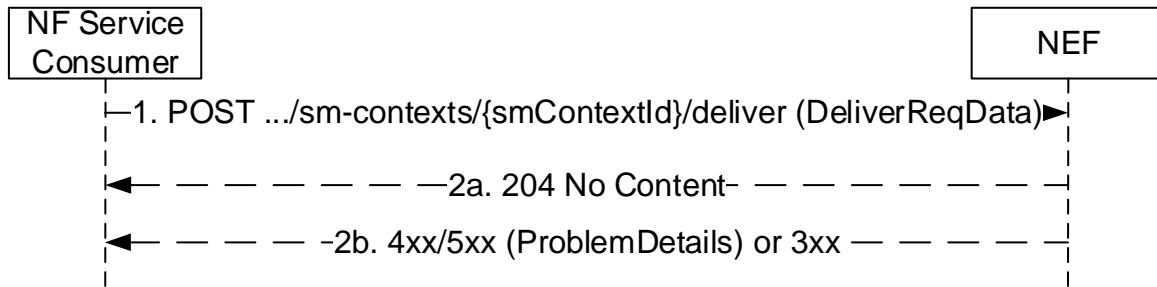 NF Service
Consumer
NEF
1. POST .../sm-contexts/{smContextId}/deliver (DeliverReqData)
2a. 204 No Content
2b. 4xx/5xx (ProblemDetails) or 3xx